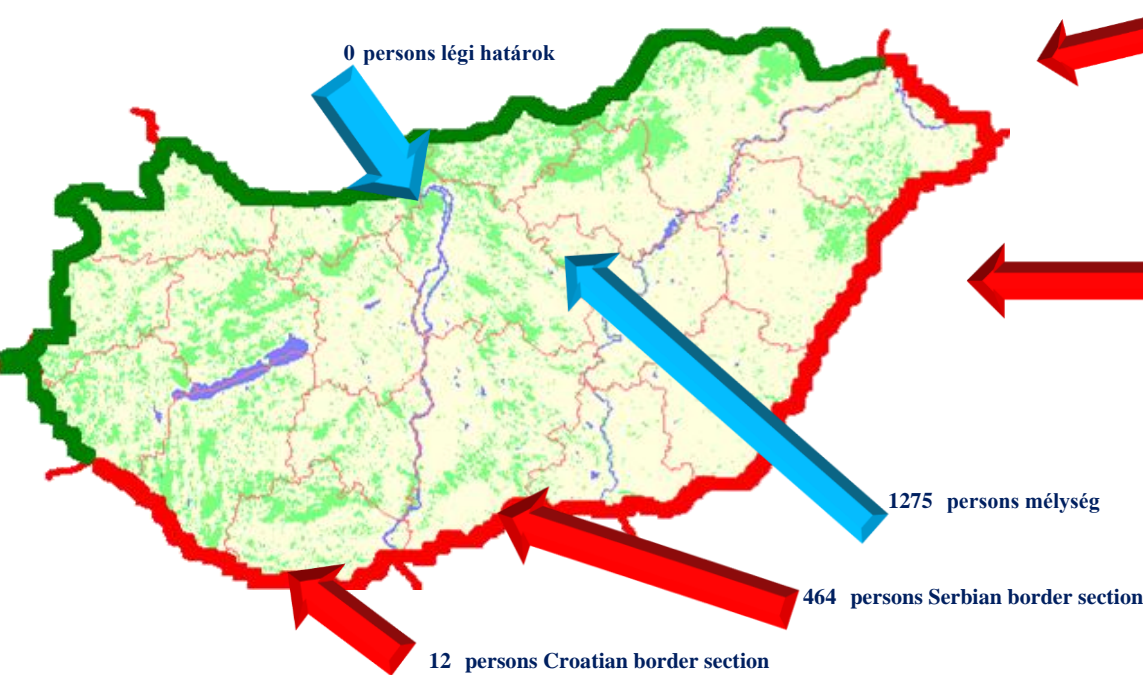 0 persons légi határok
1275 persons mélység
464 persons Serbian border section
12 persons Croatian border section